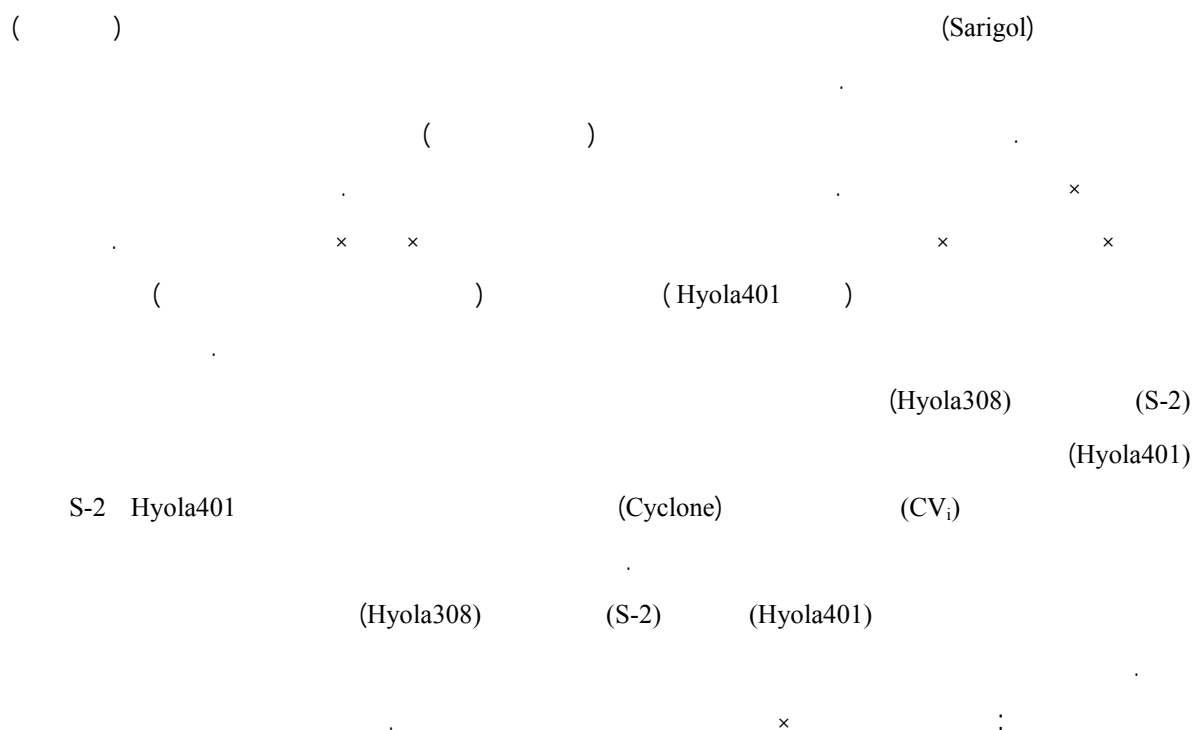 ( ) (Sarigol)
.
( ) .
. . ×
. × × × ×
( ) ( Hyola401 )
.
(Hyola308) (S-2)
(Hyola401)
S-2 Hyola401 (Cyclone) (CVi)
.
(Hyola308) (S-2) (Hyola401)
.
. × :